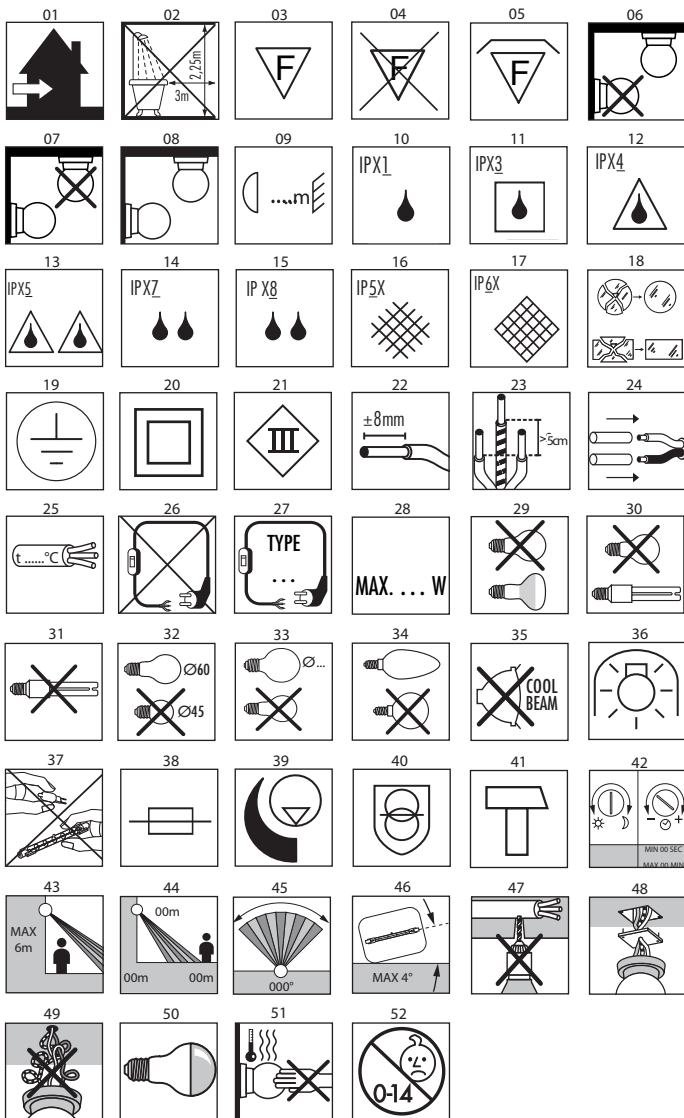 01 02 03 04 05 06
2,25m
3m
F F F
07 08 09 10 11 12
.....m
IPX1 IPX3 IPX4
13 14 15 16 17 18
IPX5 IPX7 IP X8 IP5X IP6X
19 20 21 22 23 24
III
±8mm
>5cm
25 26 27 28 29 30
t ......°C
TYPE
...
MAX. ... . W
31 32 33 34 35 36
Ø60
Ø45
Ø...
COOL
BEAM
37 38 39 40 41 42
− +
MIN 00 SEC
MAX 00 MIN
43 44 45 46 47 48
MAX
6m
00m
00m 00m
000°
MAX 4°
49 50 51 52
0-14